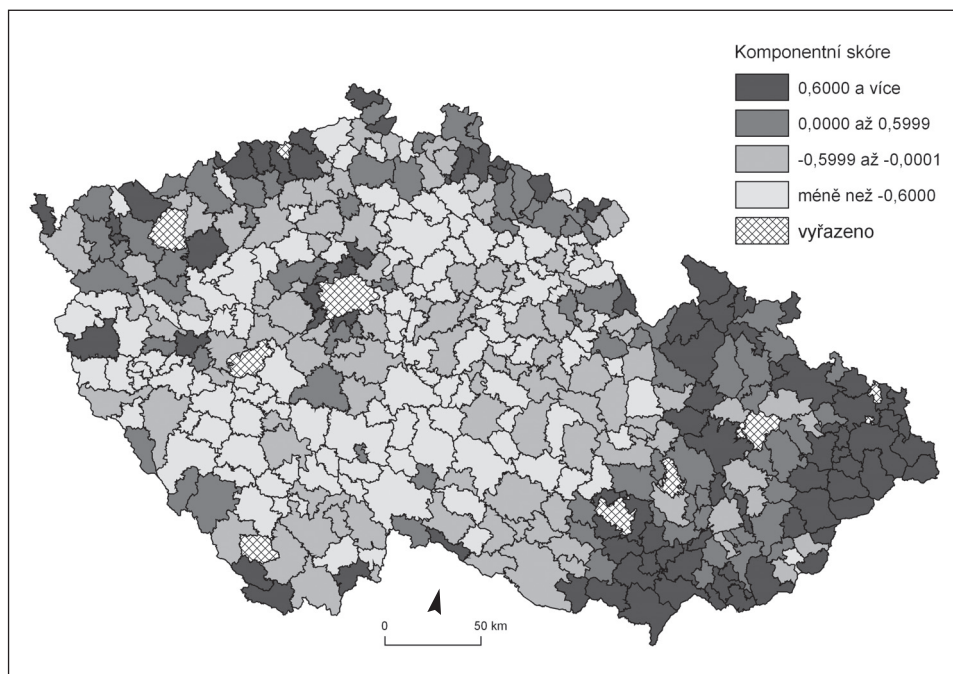 Komponentní skóre
0,6000 a více
0,0000 až 0,5999
-0,5999 až -0,0001
méně než -0,6000
vyřazeno
0 50 km